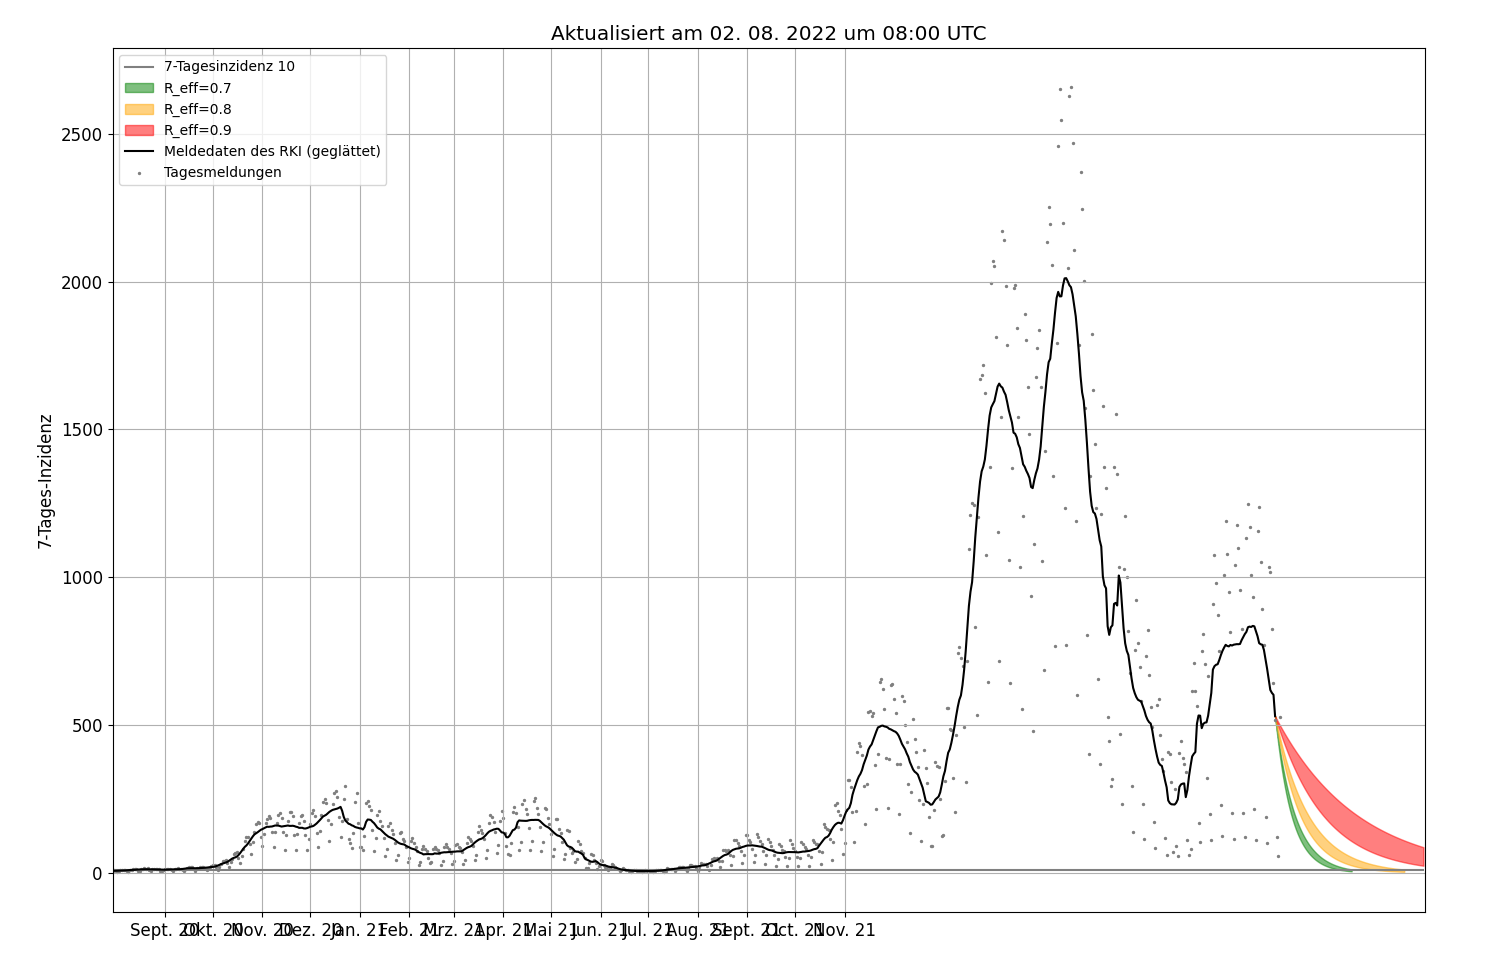 Aktualisiert am 02. 08. 2022 um 08:00 UTC
7-Tagesinzidenz 10
R_eff=0.7
R_eff=0.8
R_eff=0.9
Meldedaten des RKI (geglättet)
Tagesmeldungen
7-Tages-Inzidenz
2500
2000
1500
1000
500
0
Sept. 20
Okt. 20
Nov. 20
Dez. 20
Jan. 21
Feb. 21
Mrz. 21
Apr. 21
Mai 21
Jun. 21
Jul. 21
Aug. 21
Sept. 21
Oct. 21
Nov. 21